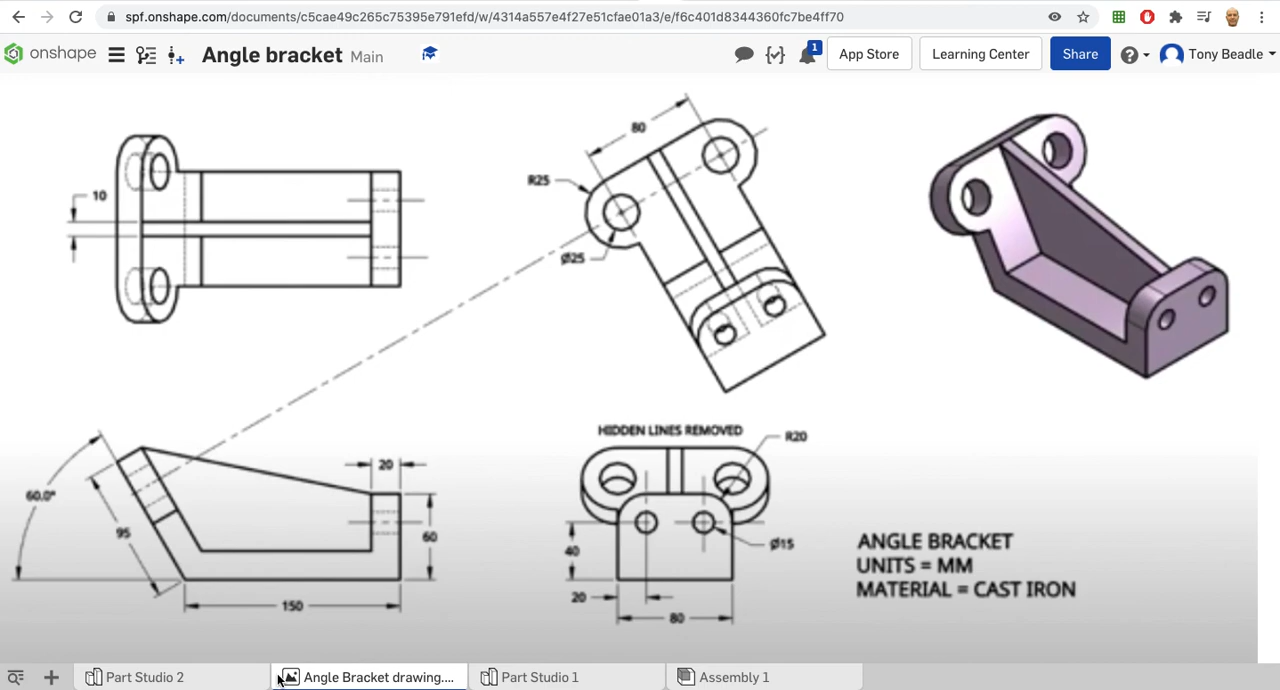 spf.onshape.com/documents/c5cae49c265c75395e791efd/w/4314a557e4f27e51cfae01a3/e/f6c401d8344360fc7be4ff70
onshape
Angle bracket Main
1
App Store
Learning Center
Share
Tony Beadle
10
80
R25
Ø25
60.0°
95
20
60
150
HIDDEN LINES REMOVED
R20
Ø15
40
20
80
ANGLE BRACKET
UNITS = MM
MATERIAL = CAST IRON
Part Studio 2
Angle Bracket drawing....
Part Studio 1
Assembly 1